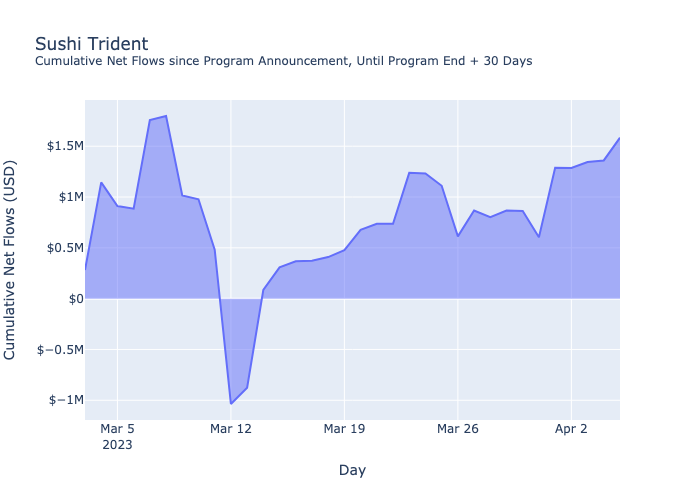 Sushi Trident
Cumulative Net Flows since Program Announcement, Until Program End + 30 Days
Cumulative Net Flows (USD)
$1.5M
$1M
$0.5M
$0
$−0.5M
$−1M
Mar 5
2023
Mar 12
Mar 19
Mar 26
Apr 2
Day